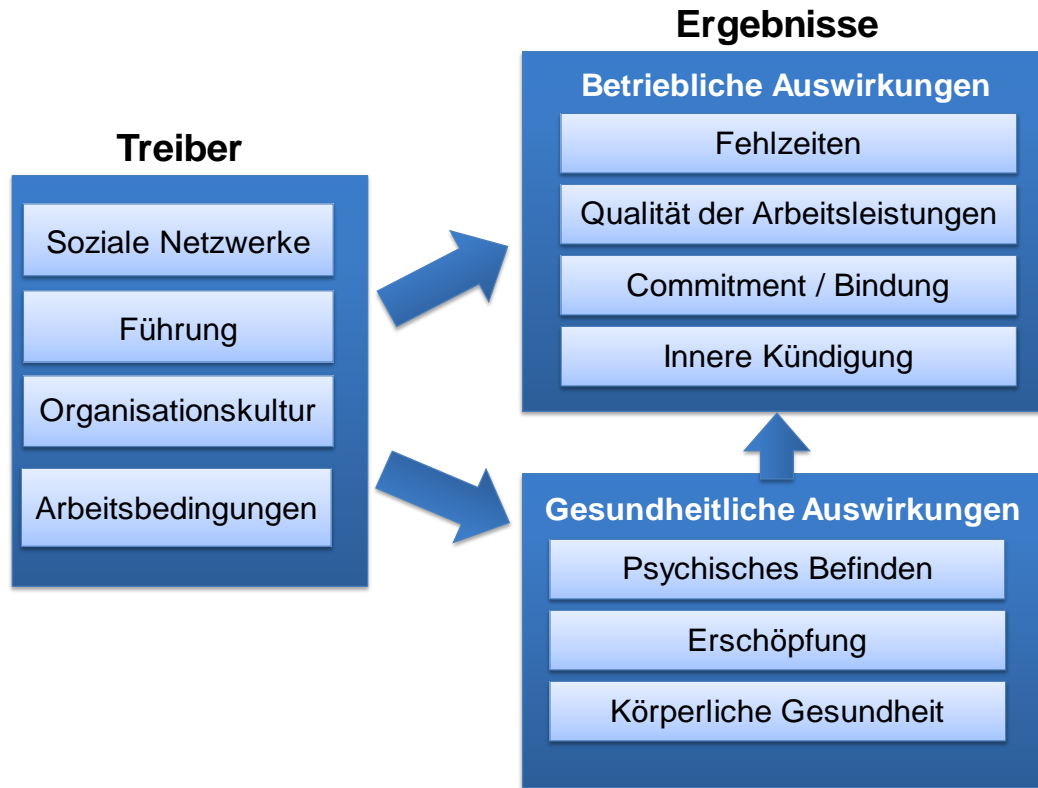 Treiber
Soziale Netzwerke
Führung
Organisationskultur
Arbeitsbedingungen
Ergebnisse
Betriebliche Auswirkungen
Fehlzeiten
Qualität der Arbeitsleistungen
Commitment / Bindung
Innere Kündigung
Gesundheitliche Auswirkungen
Psychisches Befinden
Erschöpfung
Körperliche Gesundheit